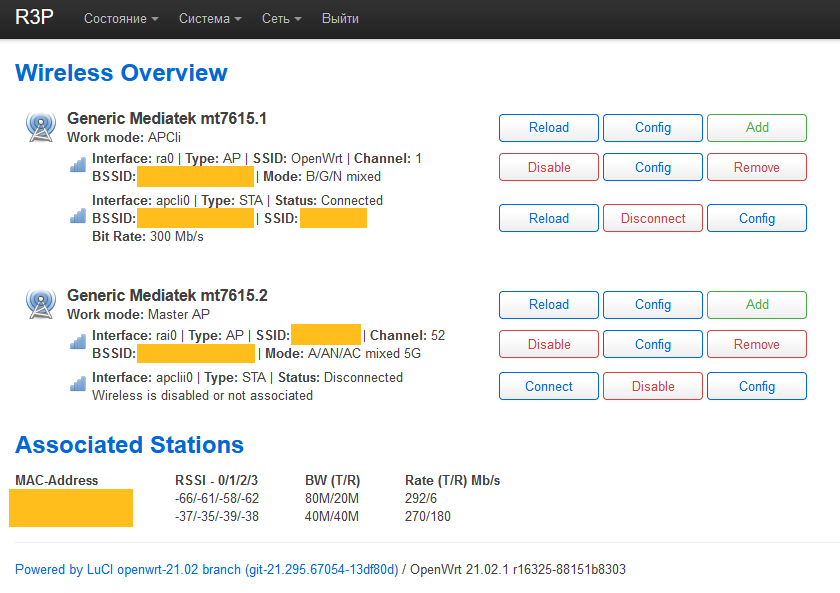 R3P Состояние Система Сеть Выйти
Wireless Overview
Generic Mediatek mt7615.1
Work mode: APCli
Reload Config Add
Interface: ra0 | Type: AP | SSID: OpenWrt | Channel: 1
BSSID: | Mode: B/G/N mixed
Disable Config Remove
Interface: apcli0 | Type: STA | Status: Connected
BSSID: | SSID:
Bit Rate: 300 Mb/s
Reload Disconnect Config
Generic Mediatek mt7615.2
Work mode: Master AP
Reload Config Add
Interface: rai0 | Type: AP | SSID: | Channel: 52
BSSID: | Mode: A/AN/AC mixed 5G
Disable Config Remove
Interface: apclii0 | Type: STA | Status: Disconnected
Wireless is disabled or not associated
Connect Disable Config
Associated Stations
MAC-Address RSSI - 0/1/2/3 BW (T/R) Rate (T/R) Mb/s
-66/-61/-58/-62 80M/20M 292/6
-37/-35/-39/-38 40M/40M 270/180
Powered by LuCI openwrt-21.02 branch (git-21.295.67054-13df80d) / OpenWrt 21.02.1 r16325-88151b8303